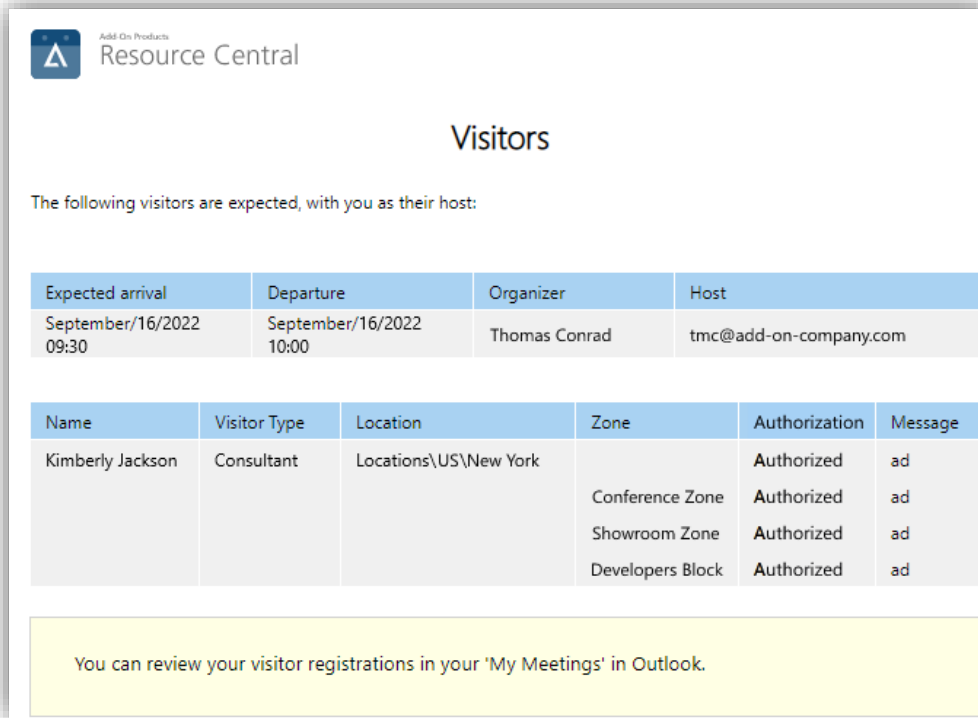 Add-On Products
Resource Central
Visitors
The following visitors are expected, with you as their host:
Expected arrival Departure Organizer Host
September/16/2022 09:30 September/16/2022 10:00 Thomas Conrad tmc@add-on-company.com
Name Visitor Type Location Zone Authorization Message
Kimberly Jackson Consultant Locations\US\New York Authorized ad
Conference Zone Authorized ad
Showroom Zone Authorized ad
Developers Block Authorized ad
You can review your visitor registrations in your 'My Meetings' in Outlook.